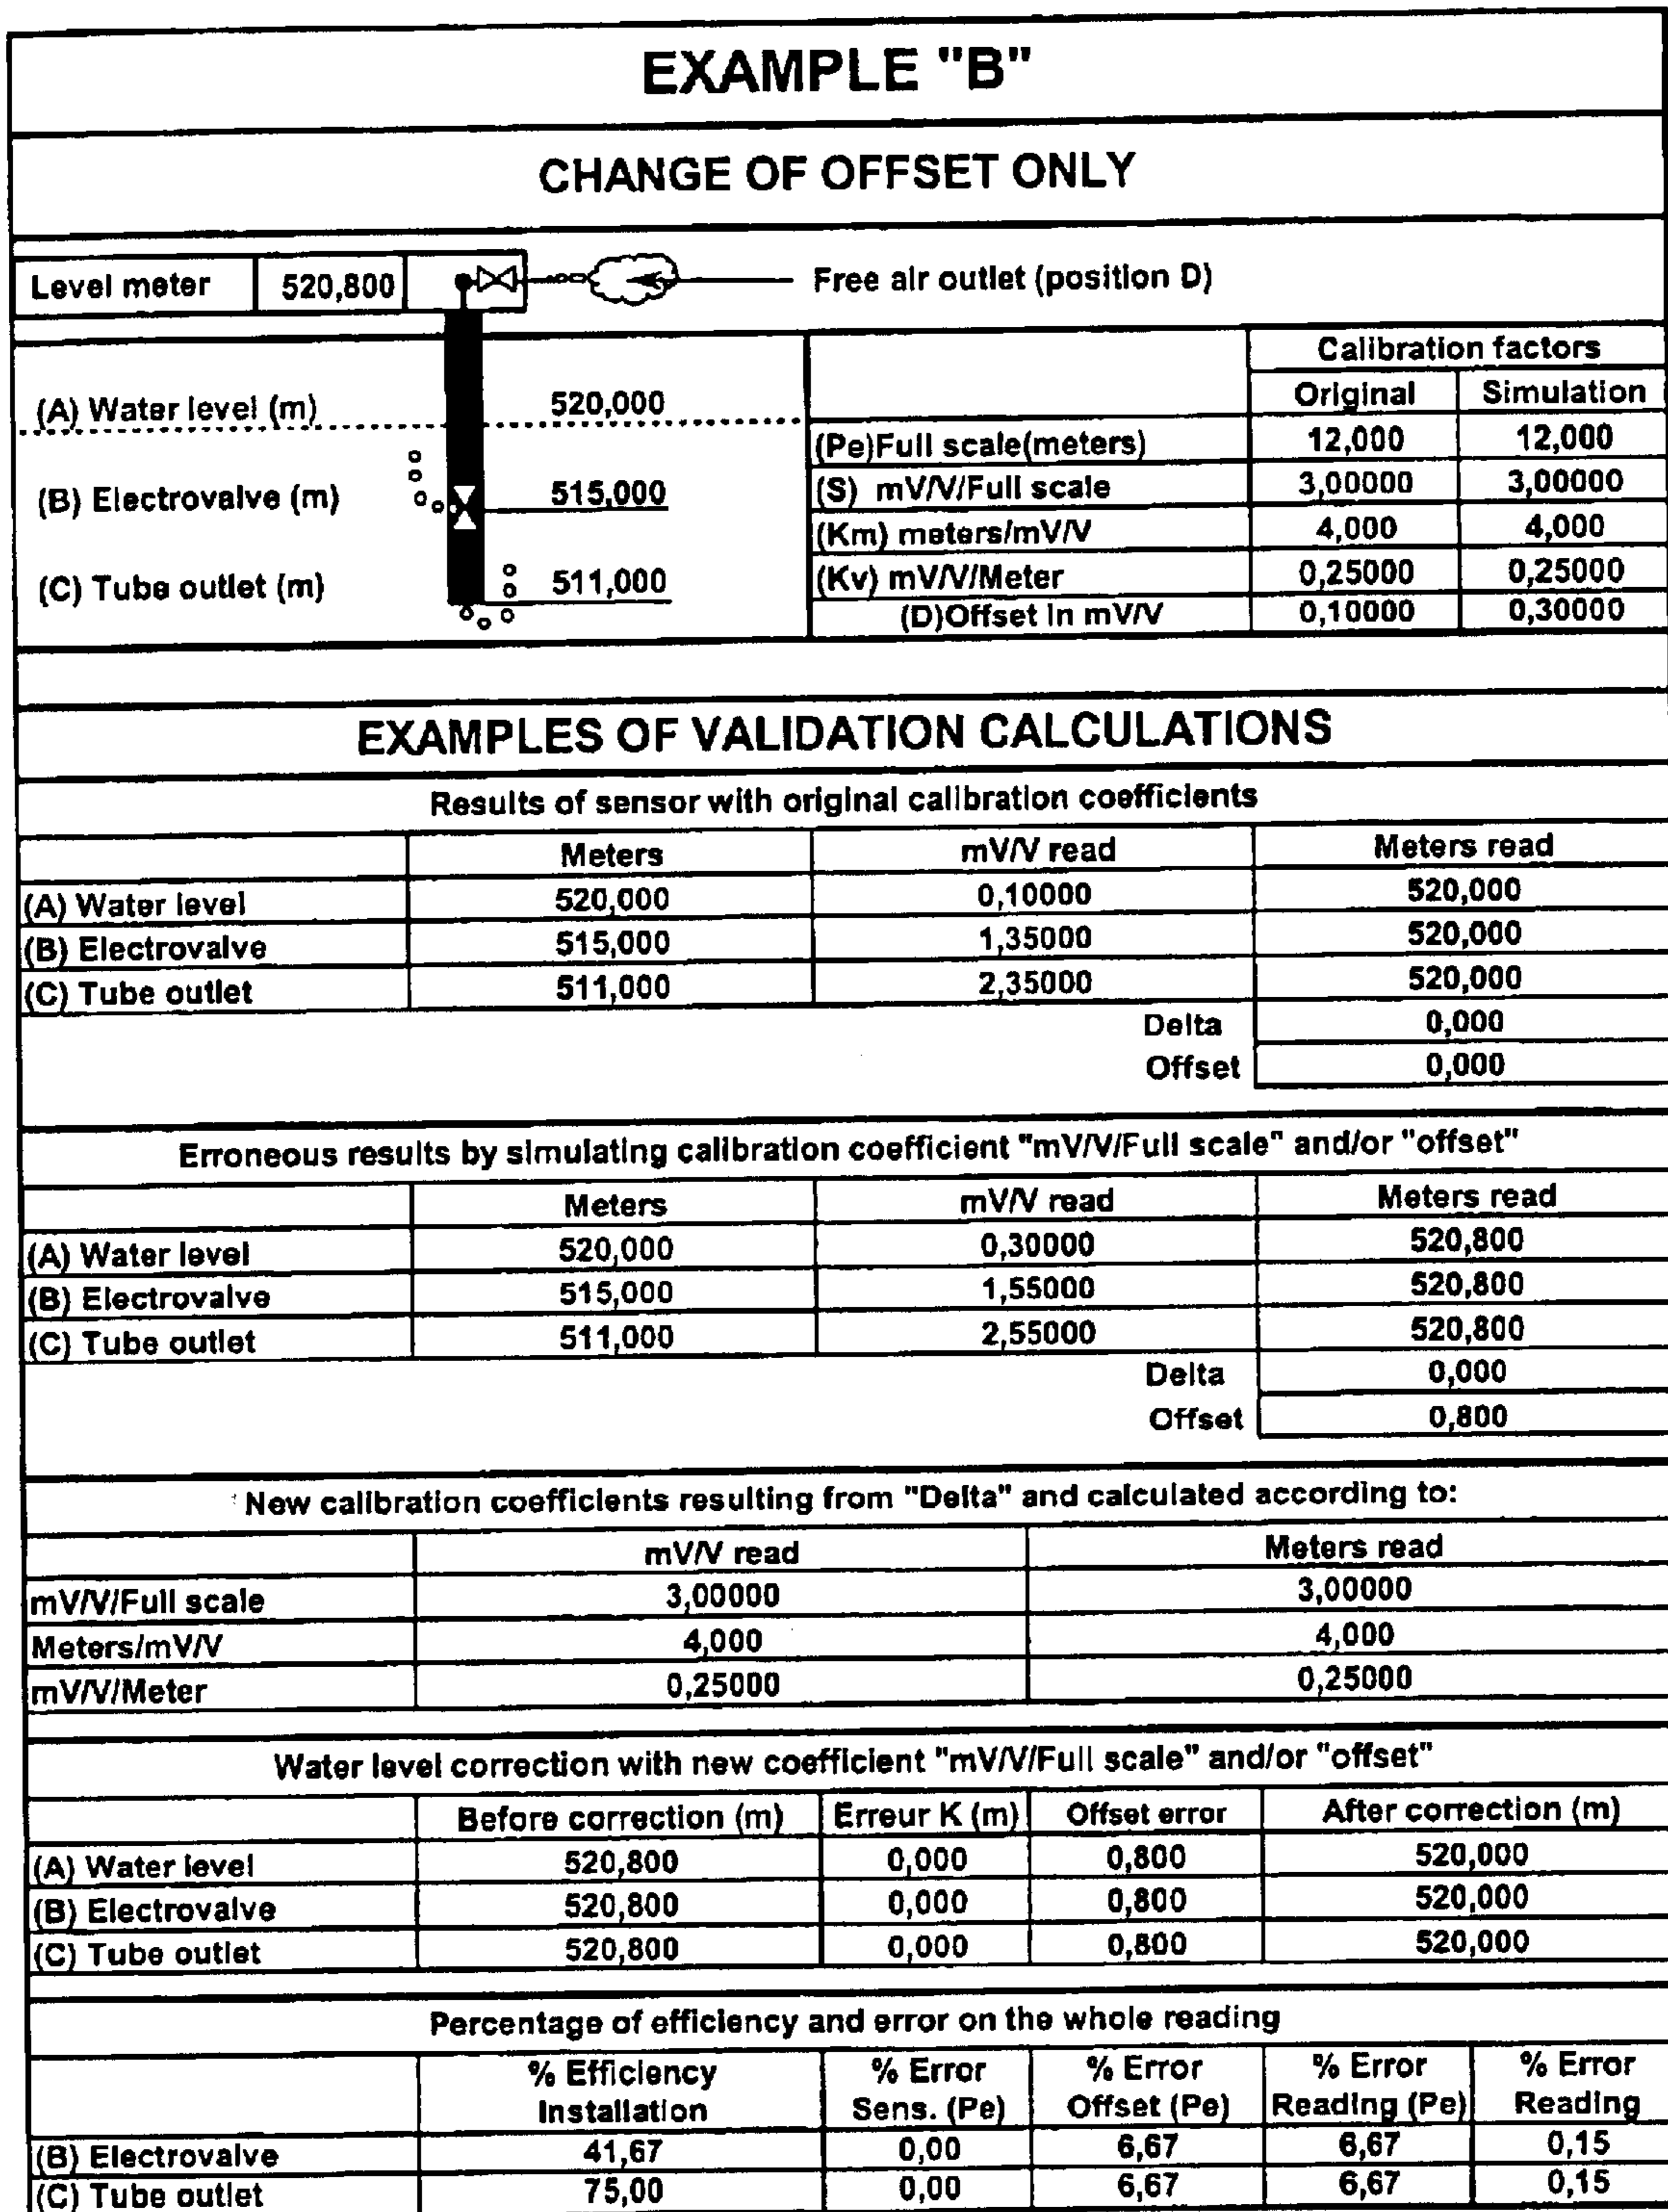 EXAMPLE "B"
CHANGE OF OFFSET ONLY
Level meter 520,800 Free air outlet (position D)
Calibration factors
Original Simulation
(A) Water level (m) 520,000
(Pe)Full scale(meters) 12,000 12,000
(B) Electrovalve (m) 515,000
(S) mV/V/Full scale 3,00000 3,00000
(Km) meters/mV/V 4,000 4,000
(C) Tube outlet (m) 511,000
(Kv) mV/V/Meter 0,25000 0,25000
(D)Offset in mV/V 0,10000 0,30000
EXAMPLES OF VALIDATION CALCULATIONS
Results of sensor with original calibration coefficients
Meters mV/V read Meters read
(A) Water level 520,000 0,10000 520,000
(B) Electrovalve 515,000 1,35000 520,000
(C) Tube outlet 511,000 2,35000 520,000
Delta 0,000
Offset 0,000
Erroneous results by simulating calibration coefficient "mV/V/Full scale" and/or "offset"
Meters mV/V read Meters read
(A) Water level 520,000 0,30000 520,800
(B) Electrovalve 515,000 1,55000 520,800
(C) Tube outlet 511,000 2,55000 520,800
Delta 0,000
Offset 0,800
New calibration coefficients resulting from "Delta" and calculated according to:
mV/V read Meters read
mV/V/Full scale 3,00000 3,00000
Meters/mV/V 4,000 4,000
mV/V/Meter 0,25000 0,25000
Water level correction with new coefficient "mV/V/Full scale" and/or "offset"
Before correction (m) Erreur K (m) Offset error After correction (m)
(A) Water level 520,800 0,000 0,800 520,000
(B) Electrovalve 520,800 0,000 0,800 520,000
(C) Tube outlet 520,800 0,000 0,800 520,000
Percentage of efficiency and error on the whole reading
% Efficiency % Error % Error % Error % Error
Installation Sens. (Pe) Offset (Pe) Reading (Pe) Reading
(B) Electrovalve 41,67 0,00 6,67 6,67 0,15
(C) Tube outlet 75,00 0,00 6,67 6,67 0,15